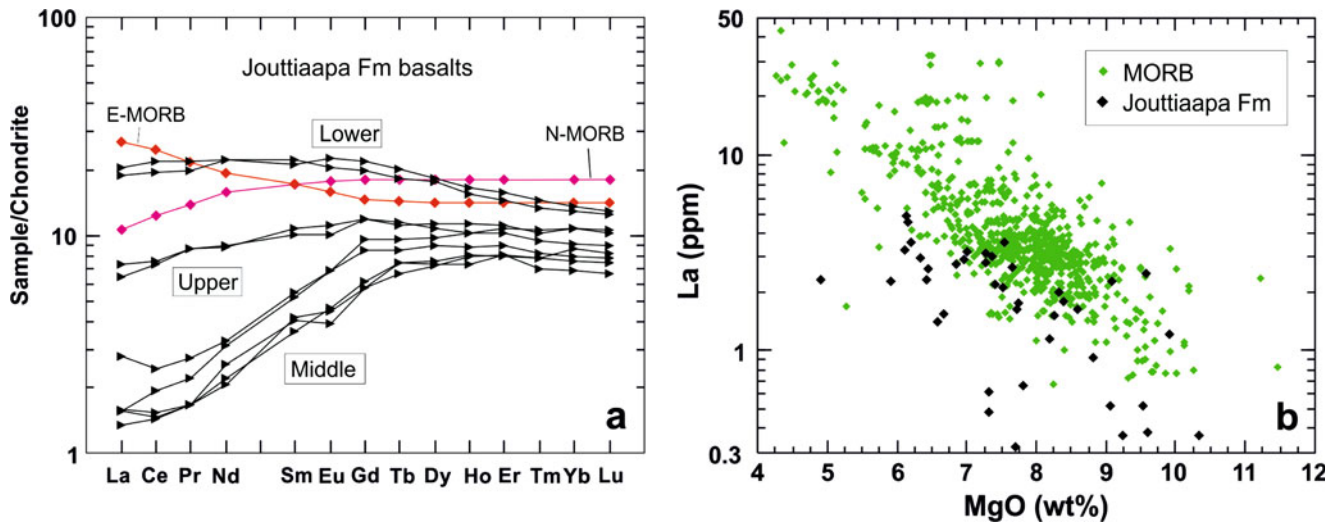 100
Jouttiaapa Fm basalts
E-MORB
Lower
N-MORB
10
Upper
Middle
1
a
La Ce Pr Nd Sm Eu Gd Tb Dy Ho Er Tm Yb Lu
Sample/Chondrite
50
MORB
Jouttiaapa Fm
10
1
0.3
b
4 5 6 7 8 9 10 11 12
La (ppm)
MgO (wt%)